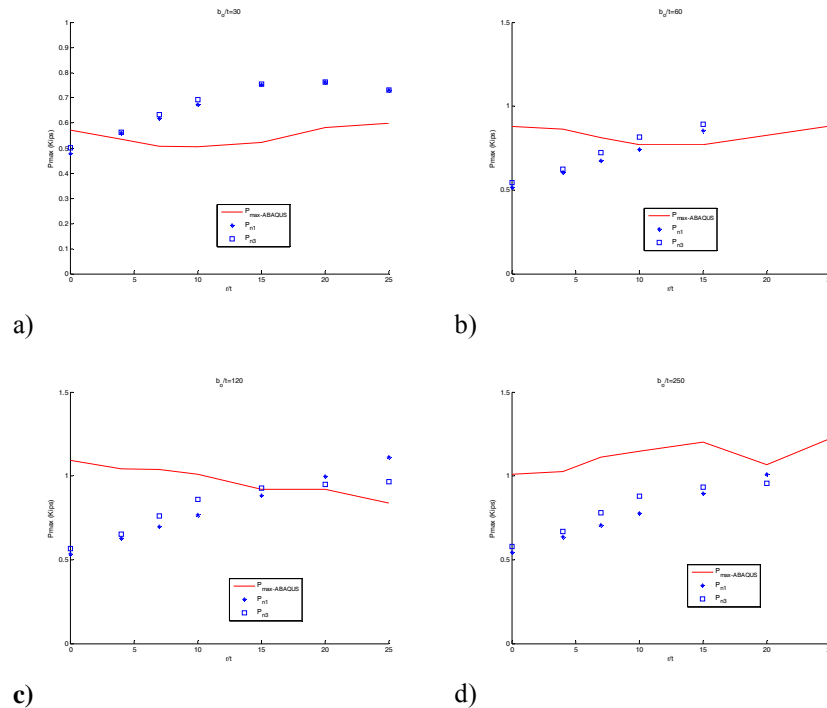 b_o/t=30
Pmax (Kips)
1
0.9
0.8
0.7
0.6
0.5
0.4
0.3
0.2
0.1
0
0 5 10 15 20 25
r/t
P_max-ABAQUS
P_n1
P_n3
a)
b_o/t=60
Pmax (Kips)
1.5
1
0.5
0
0 5 10 15 20 25
r/t
P_max-ABAQUS
P_n1
P_n3
b)
b_o/t=120
Pmax (Kips)
1.5
1
0.5
0
0 5 10 15 20 25
r/t
P_max-ABAQUS
P_n1
P_n3
c)
b_o/t=250
Pmax (Kips)
1.5
1
0.5
0
0 5 10 15 20 25
r/t
P_max-ABAQUS
P_n1
P_n3
d)